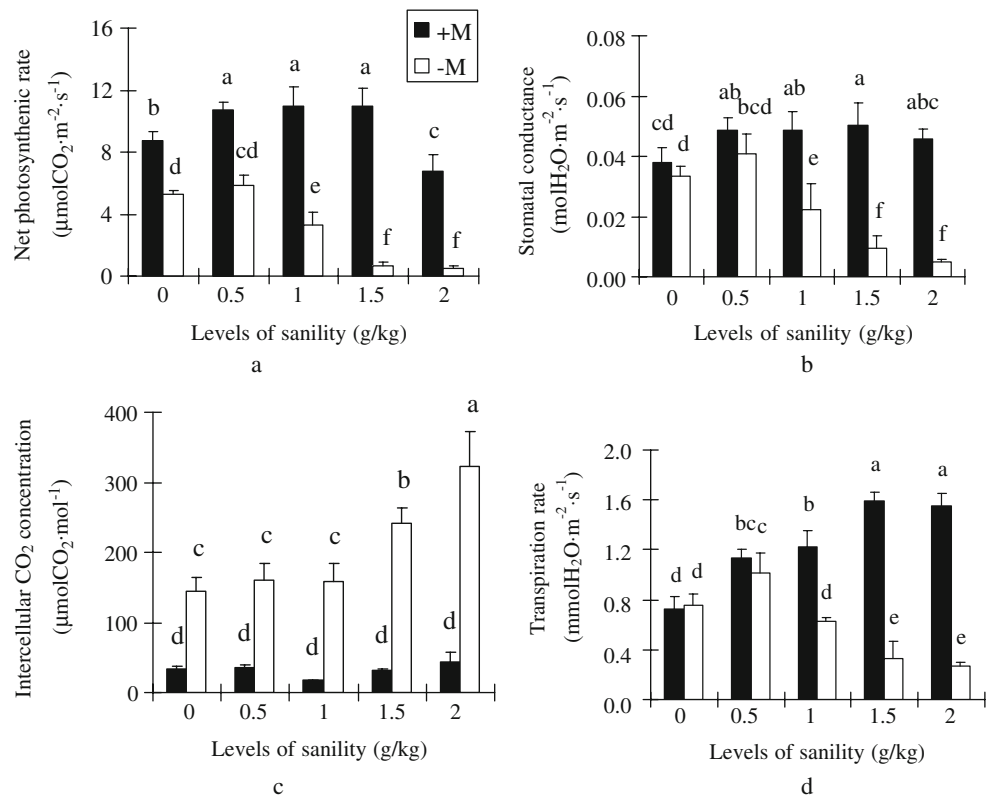 16
12
8
4
0
Net photosynthenic rate
(μmolCO₂·m⁻²·s⁻¹)
+M
-M
b
d
a
cd
a
e
a
f
c
f
0
0.5
1
1.5
2
Levels of sanility (g/kg)
a
0.08
0.06
0.04
0.02
0.00
Stomatal conductance
(molH₂O·m⁻²·s⁻¹)
cd
d
ab
bcd
ab
e
a
f
abc
f
0
0.5
1
1.5
2
Levels of sanility (g/kg)
b
400
300
200
100
0
Intercellular CO₂ concentration
(μmolCO₂·mol⁻¹)
d
c
d
c
d
c
d
b
d
a
0
0.5
1
1.5
2
Levels of sanility (g/kg)
c
2.0
1.6
1.2
0.8
0.4
0.0
Transpiration rate
(mmolH₂O·m⁻²·s⁻¹)
d
d
bc
c
b
d
a
e
a
e
0
0.5
1
1.5
2
Levels of sanility (g/kg)
d